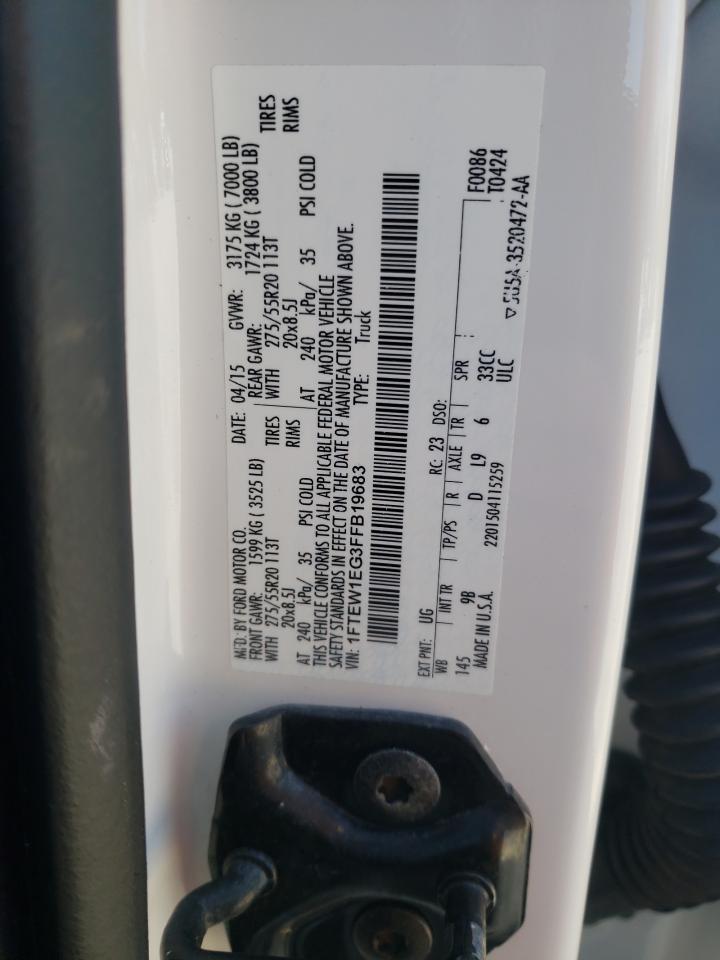 MFD. BY FORD MOTOR CO. DATE: 04/15 GVWR: 3175 KG ( 7000 LB)
FRONT GAWR: 1599 KG ( 3525 LB) REAR GAWR: 1724 KG ( 3800 LB)
WITH 275/55R20 113T TIRES WITH 275/55R20 113T TIRES
20x8.5J RIMS 20x8.5J RIMS
AT 240 kPa/ 35 PSI COLD AT 240 kPa/ 35 PSI COLD
THIS VEHICLE CONFORMS TO ALL APPLICABLE FEDERAL MOTOR VEHICLE
SAFETY STANDARDS IN EFFECT ON THE DATE OF MANUFACTURE SHOWN ABOVE.
VIN: 1FTEW1EG3FFB19683 TYPE: Truck
EXT PNT: UG RC: 23 DSO: F0086
WB INT TR TP/PS R AXLE TR SPR T0424
145 9B D L9 6 33CC
MADE IN U.S.A. 2201504115259 ULC
5U5A-3520472-AA